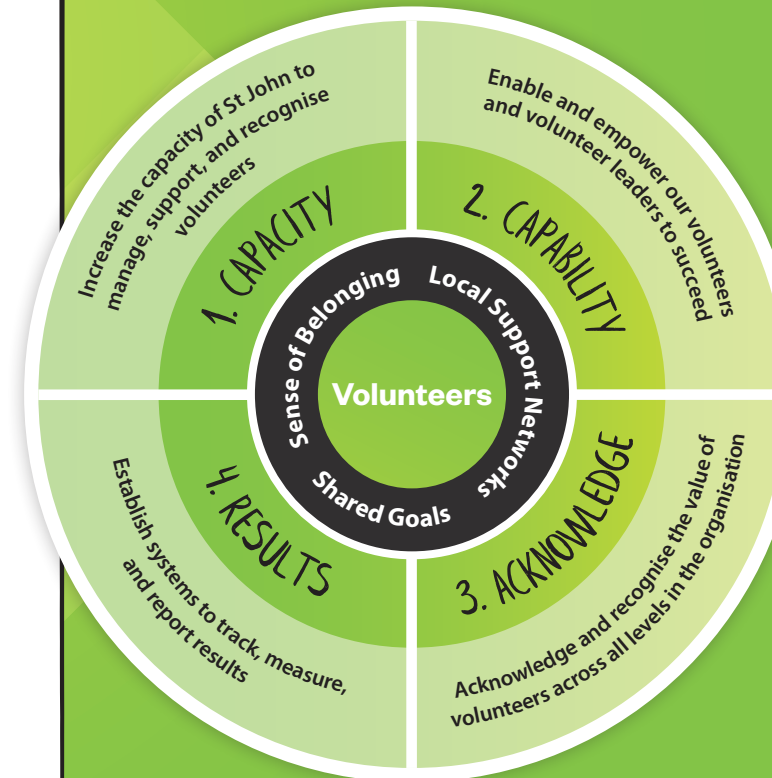 Increase the capacity of St John to
manage, support, and recognise
volunteers
1. CAPACITY
Enable and empower our volunteers
and volunteer leaders to succeed
2. CAPABILITY
Sense of Belonging
Local Support Networks
Shared Goals
Volunteers
3. ACKNOWLEDGE
Acknowledge and recognise the value of
volunteers across all levels in the organisation
4. RESULTS
Establish systems to track, measure,
and report results